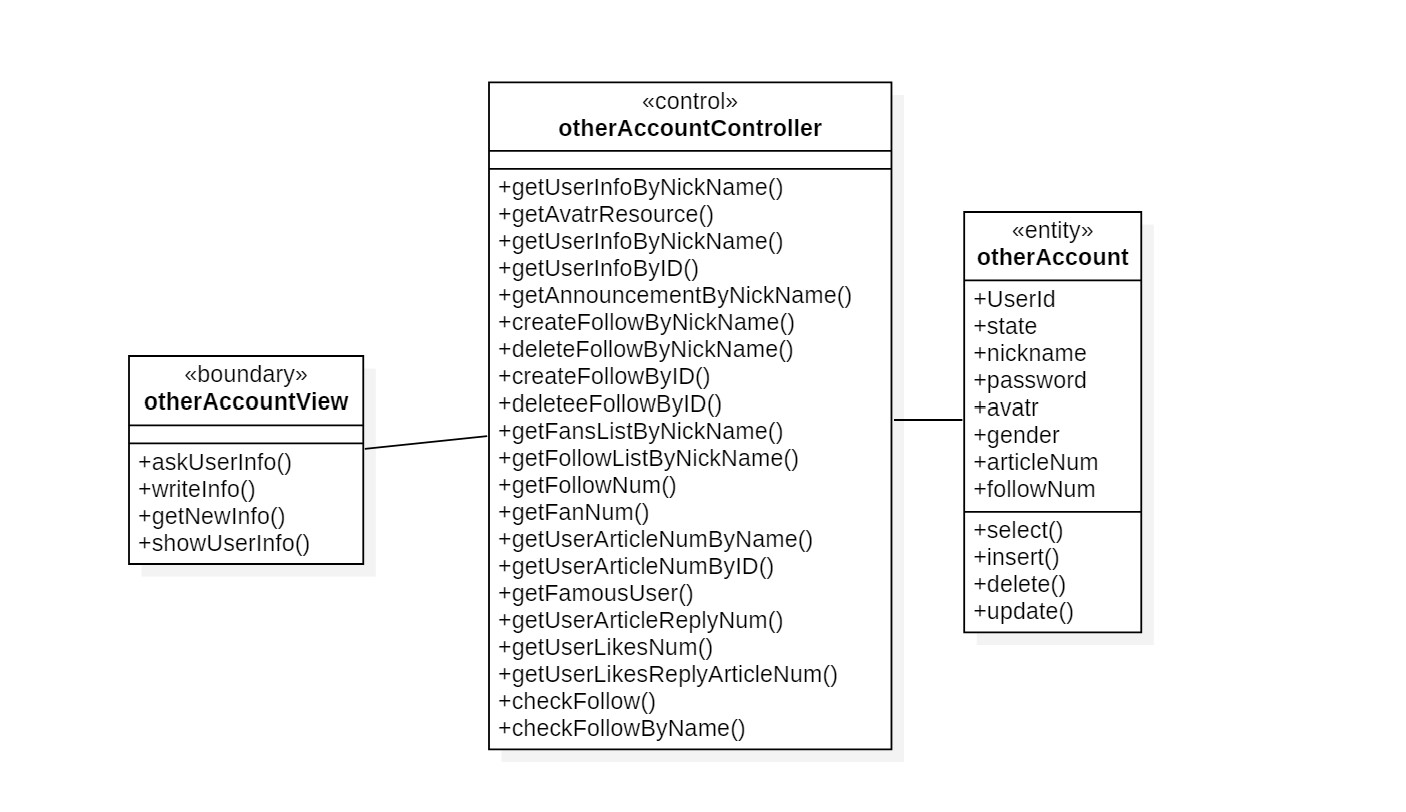 «boundary»
otherAccountView
+askUserInfo()
+writeInfo()
+getNewInfo()
+showUserInfo()
«control»
otherAccountController
+getUserInfoByNickName()
+getAvatrResource()
+getUserInfoByNickName()
+getUserInfoByID()
+getAnnouncementByNickName()
+createFollowByNickName()
+deleteFollowByNickName()
+createFollowByID()
+deleteeFollowByID()
+getFansListByNickName()
+getFollowListByNickName()
+getFollowNum()
+getFanNum()
+getUserArticleNumByName()
+getUserArticleNumByID()
+getFamousUser()
+getUserArticleReplyNum()
+getUserLikesNum()
+getUserLikesReplyArticleNum()
+checkFollow()
+checkFollowByName()
«entity»
otherAccount
+UserId
+state
+nickname
+password
+avatr
+gender
+articleNum
+followNum
+select()
+insert()
+delete()
+update()